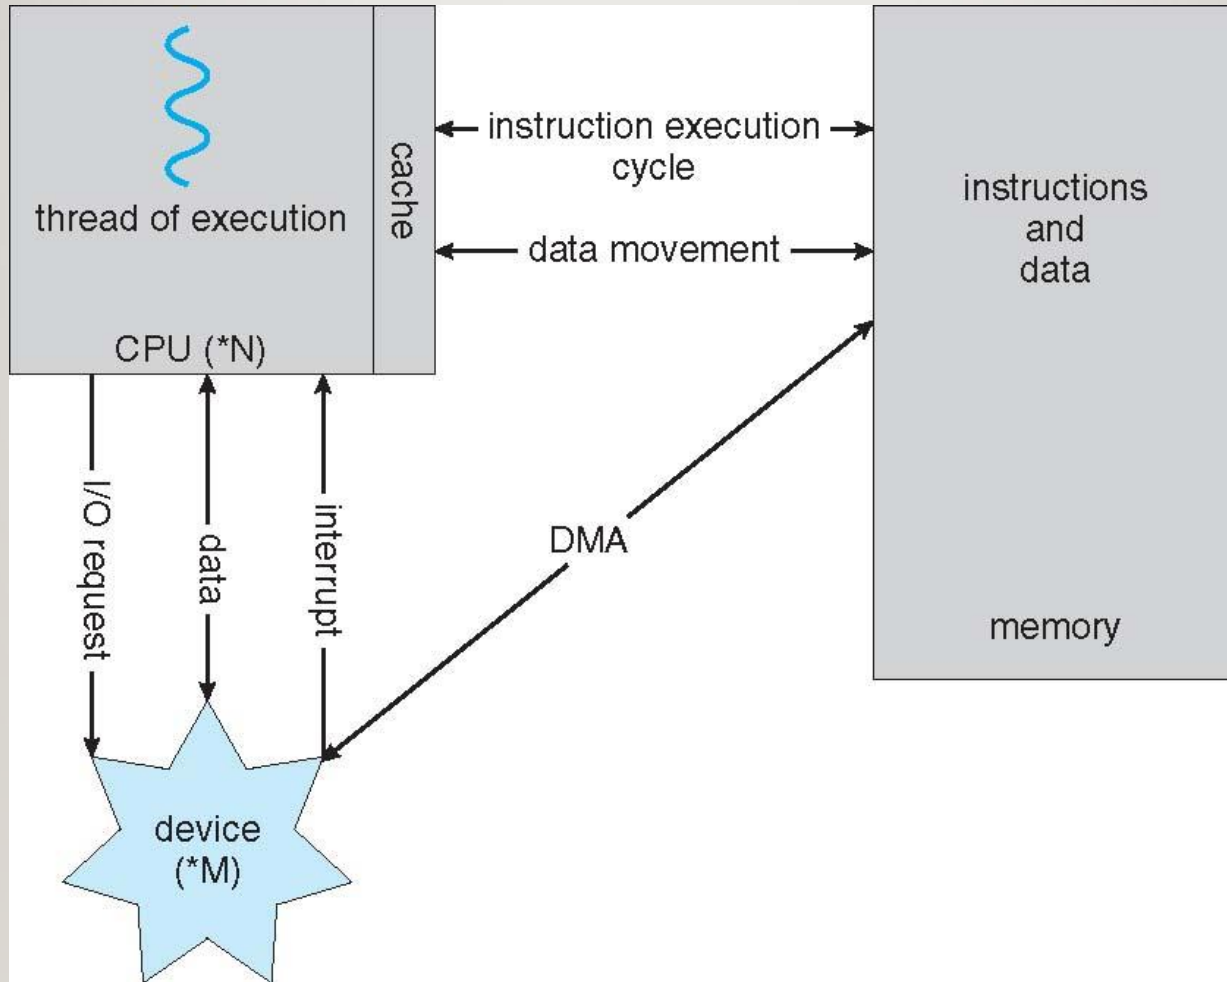 thread of execution
cache
CPU (*N)
instruction execution
cycle
data movement
instructions
and
data
memory
I/O request
data
interrupt
DMA
device
(*M)